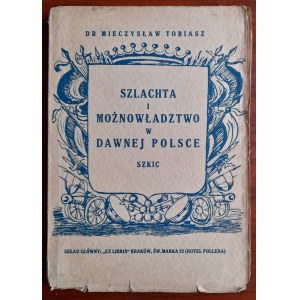 DR MIECZYSŁAW TOBIASZ
SZLACHTA
I
MOŻNOWŁADZTWO
W
DAWNEJ POLSCE
SZKIC
SKŁAD GŁÓWNY: „EX LIBRIS” KRAKÓW, ŚW. MARKA 22 (HOTEL POLLERA)